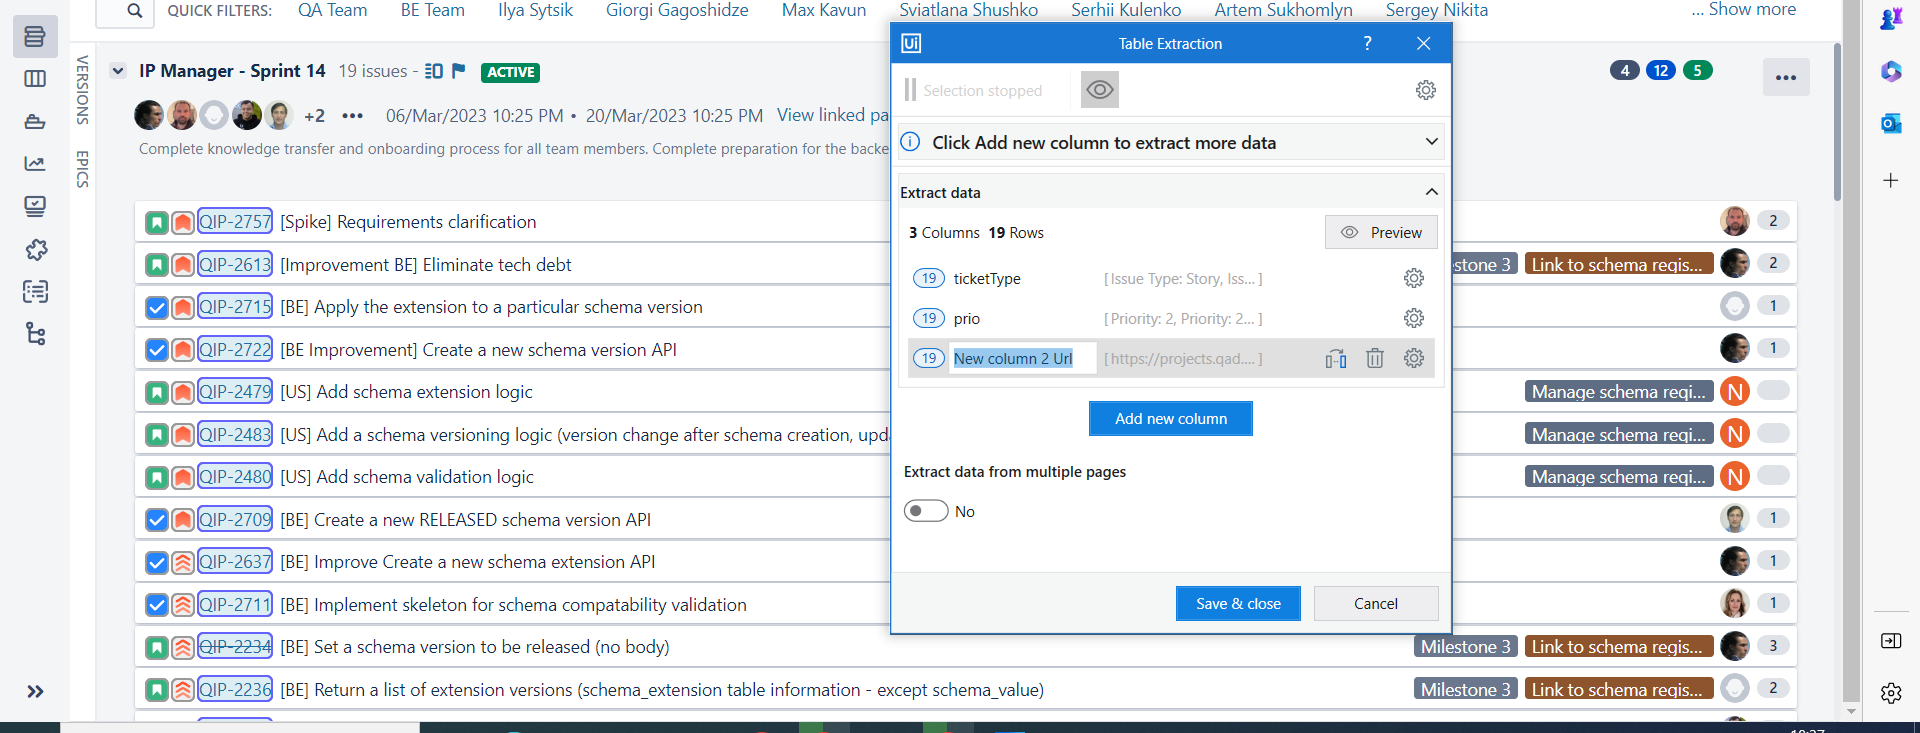 QUICK FILTERS: QA Team BE Team Ilya Sytsik Giorgi Gagoshidze Max Kavun Sviatlana Shushko Serhii Kulenko Artem Sukhomlyn Sergey Nikita ... Show more
VERSIONS
EPICS
IP Manager - Sprint 14 19 issues - ACTIVE
4 12 5
+2 06/Mar/2023 10:25 PM • 20/Mar/2023 10:25 PM View linked pa
Complete knowledge transfer and onboarding process for all team members. Complete preparation for the backe
QIP-2757 [Spike] Requirements clarification 2
QIP-2613 [Improvement BE] Eliminate tech debt stone 3 Link to schema regis... 2
QIP-2715 [BE] Apply the extension to a particular schema version 1
QIP-2722 [BE Improvement] Create a new schema version API 1
QIP-2479 [US] Add schema extension logic Manage schema regi... N
QIP-2483 [US] Add a schema versioning logic (version change after schema creation, upda Manage schema regi... N
QIP-2480 [US] Add schema validation logic Manage schema regi... N
QIP-2709 [BE] Create a new RELEASED schema version API 1
QIP-2637 [BE] Improve Create a new schema extension API 1
QIP-2711 [BE] Implement skeleton for schema compatability validation 1
QIP-2234 [BE] Set a schema version to be released (no body) Milestone 3 Link to schema regis... 3
QIP-2236 [BE] Return a list of extension versions (schema_extension table information - except schema_value) Milestone 3 Link to schema regis... 2
Ui Table Extraction ?
Selection stopped
Click Add new column to extract more data
Extract data
3 Columns 19 Rows Preview
19 ticketType [ Issue Type: Story, Iss... ]
19 prio [ Priority: 2, Priority: 2... ]
19 New column 2 Url [ https://projects.qad.... ]
Add new column
Extract data from multiple pages
No
Save & close Cancel